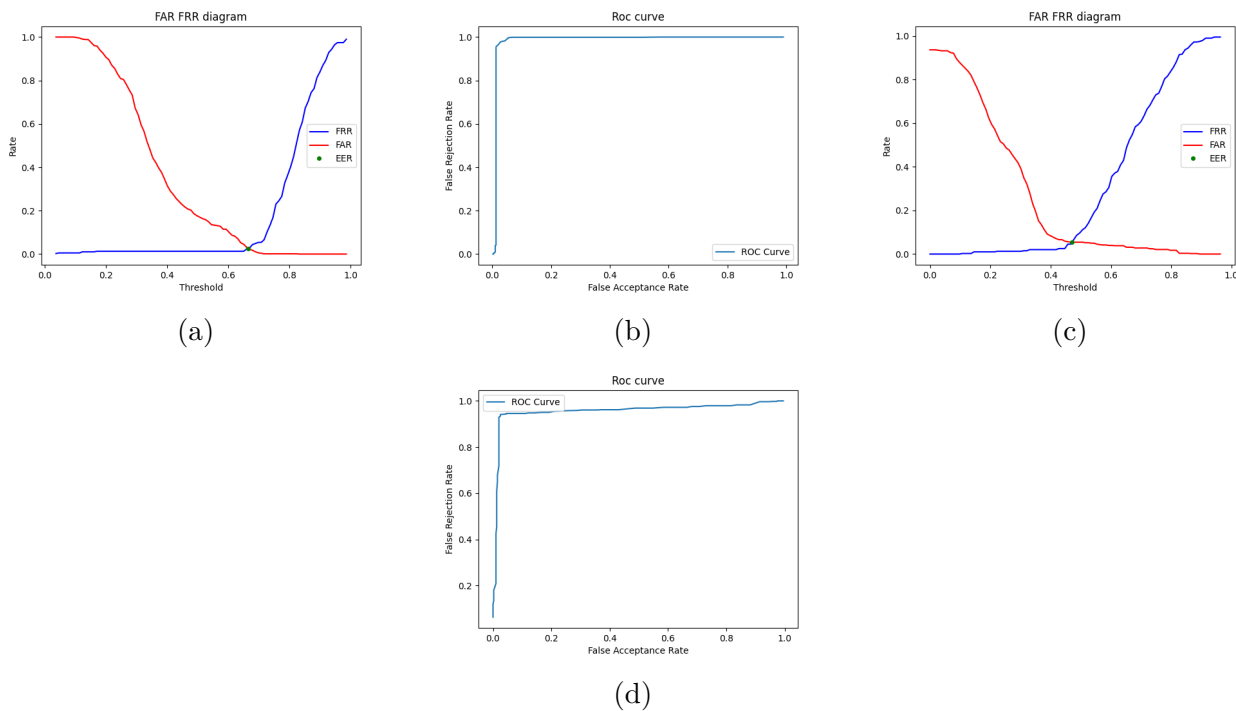 FAR FRR diagram
1.0
0.8
0.6
0.4
0.2
0.0
Rate
FRR
FAR
EER
0.0 0.2 0.4 0.6 0.8 1.0
Threshold
(a)
Roc curve
1.0
0.8
0.6
0.4
0.2
0.0
False Rejection Rate
ROC Curve
0.0 0.2 0.4 0.6 0.8 1.0
False Acceptance Rate
(b)
FAR FRR diagram
1.0
0.8
0.6
0.4
0.2
0.0
Rate
FRR
FAR
EER
0.0 0.2 0.4 0.6 0.8 1.0
Threshold
(c)
Roc curve
ROC Curve
1.0
0.8
0.6
0.4
0.2
False Rejection Rate
0.0 0.2 0.4 0.6 0.8 1.0
False Acceptance Rate
(d)